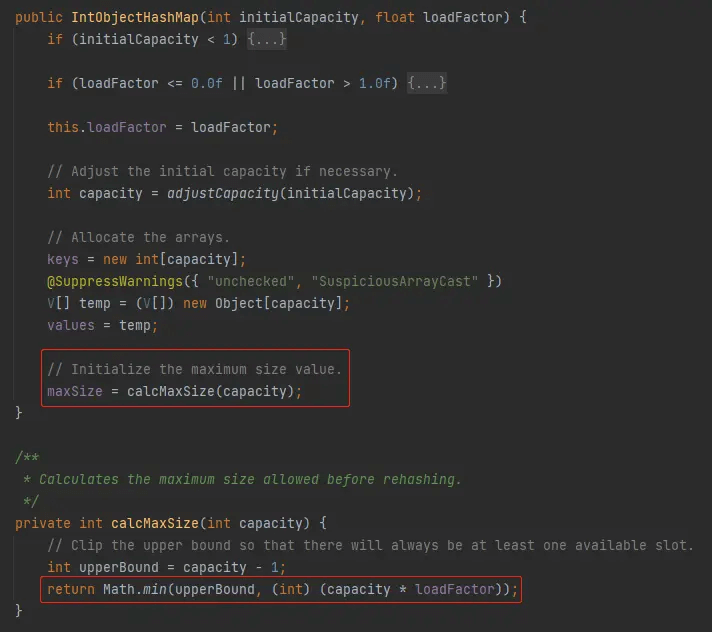 public IntObjectHashMap(int initialCapacity, float loadFactor) {
if (initialCapacity < 1) {...}
if (loadFactor <= 0.0f || loadFactor > 1.0f) {...}
this.loadFactor = loadFactor;
// Adjust the initial capacity if necessary.
int capacity = adjustCapacity(initialCapacity);
// Allocate the arrays.
keys = new int[capacity];
@SuppressWarnings({ "unchecked", "SuspiciousArrayCast" })
V[] temp = (V[]) new Object[capacity];
values = temp;
// Initialize the maximum size value.
maxSize = calcMaxSize(capacity);
}
/**
* Calculates the maximum size allowed before rehashing.
*/
private int calcMaxSize(int capacity) {
// Clip the upper bound so that there will always be at least one available slot.
int upperBound = capacity - 1;
return Math.min(upperBound, (int) (capacity * loadFactor));
}